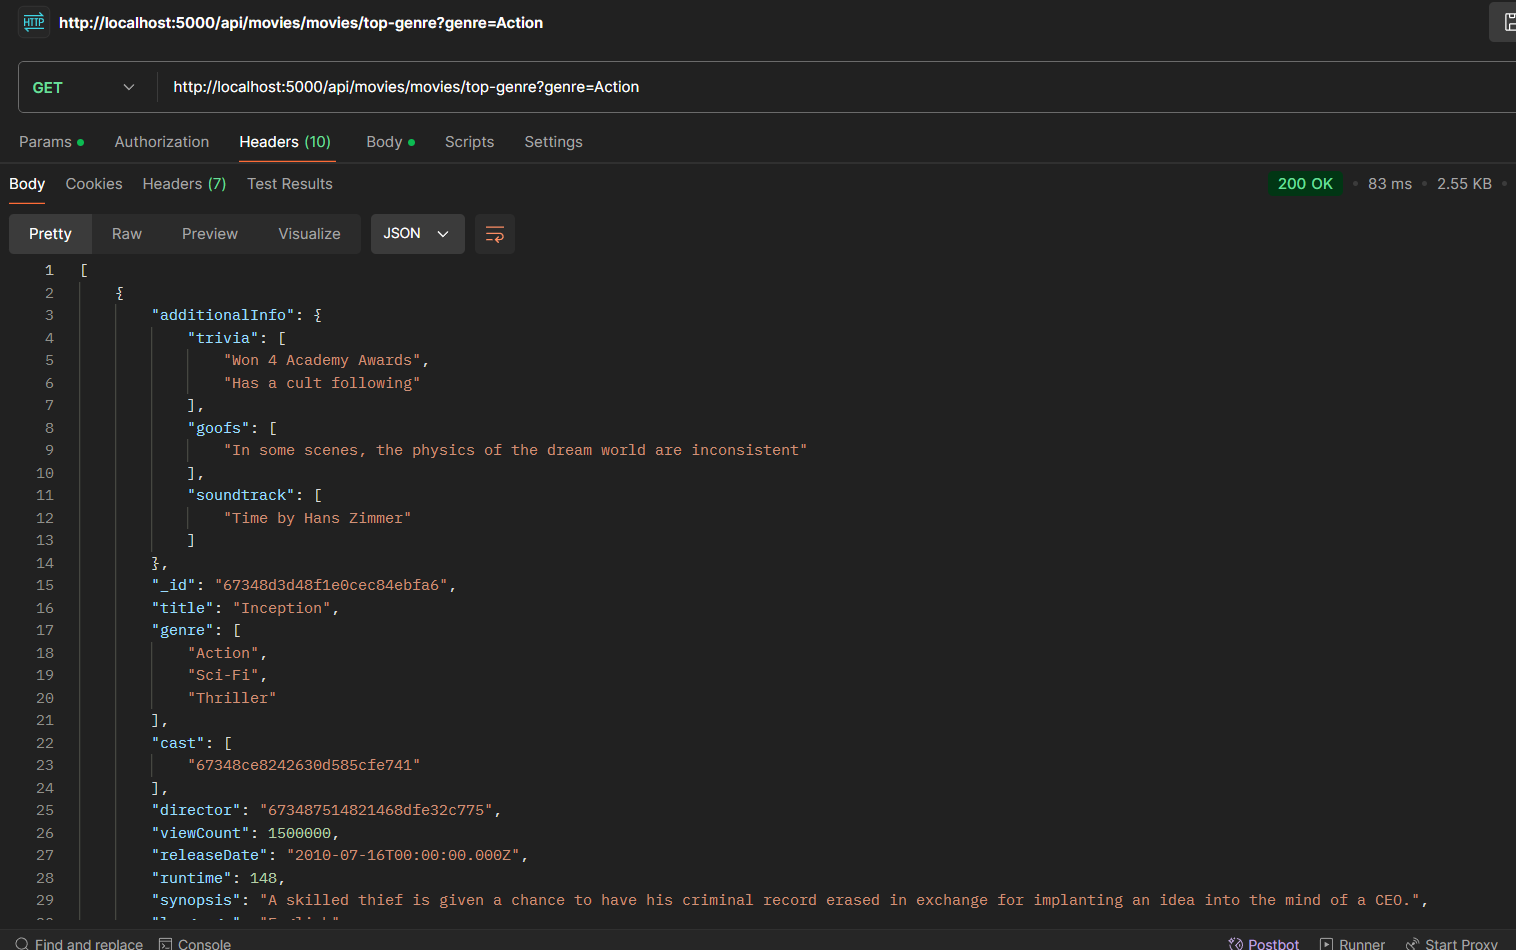 HTTP http://localhost:5000/api/movies/movies/top-genre?genre=Action
GET http://localhost:5000/api/movies/movies/top-genre?genre=Action
Params Authorization Headers (10) Body Scripts Settings
Body Cookies Headers (7) Test Results 200 OK 83 ms 2.55 KB
Pretty Raw Preview Visualize JSON
1 [
2 {
3 "additionalInfo": {
4 "trivia": [
5 "Won 4 Academy Awards",
6 "Has a cult following"
7 ],
8 "goofs": [
9 "In some scenes, the physics of the dream world are inconsistent"
10 ],
11 "soundtrack": [
12 "Time by Hans Zimmer"
13 ]
14 },
15 "_id": "67348d3d48f1e0cec84ebfa6",
16 "title": "Inception",
17 "genre": [
18 "Action",
19 "Sci-Fi",
20 "Thriller"
21 ],
22 "cast": [
23 "67348ce8242630d585cfe741"
24 ],
25 "director": "673487514821468dfe32c775",
26 "viewCount": 1500000,
27 "releaseDate": "2010-07-16T00:00:00.000Z",
28 "runtime": 148,
29 "synopsis": "A skilled thief is given a chance to have his criminal record erased in exchange for implanting an idea into the mind of a CEO.",
Find and replace Console Postbot Runner Start Proxy